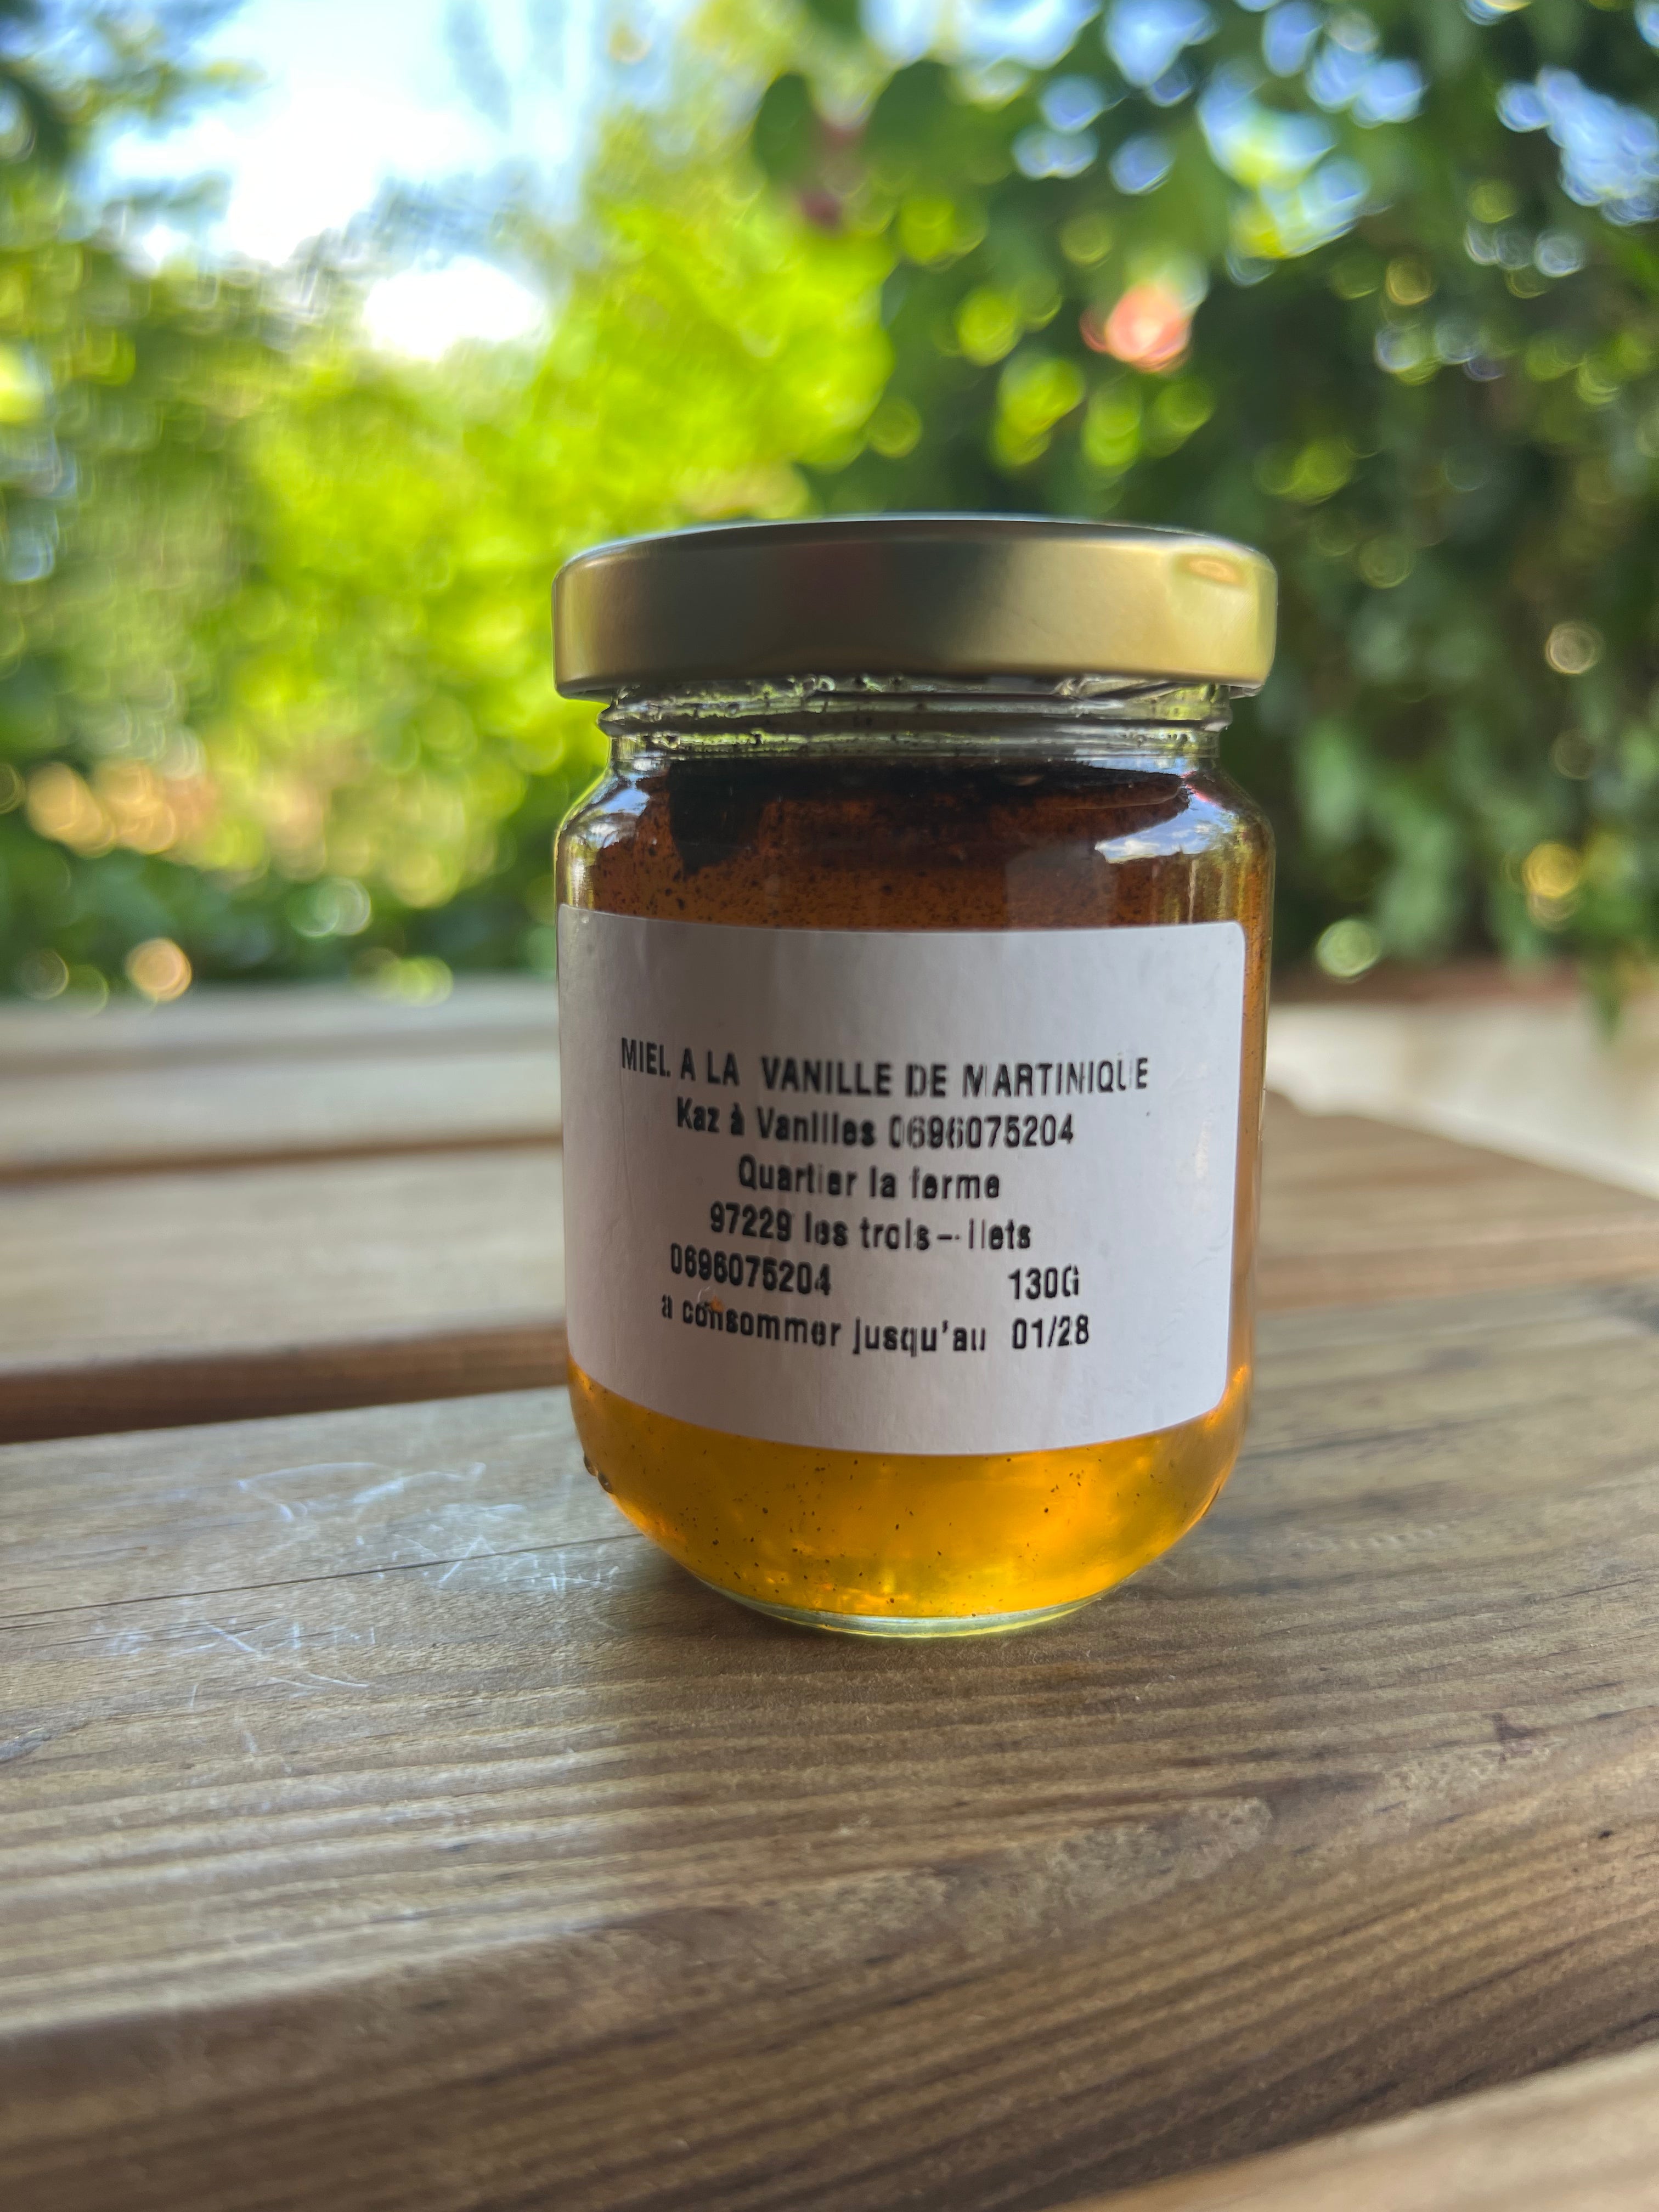 MIEL A LA VANILLE DE MARTINIQUE
Kaz à Vanilles 0696075204
Quartier la ferme
97229 les trois-ilets
0696075204 130G
a consommer jusqu'au 01/28